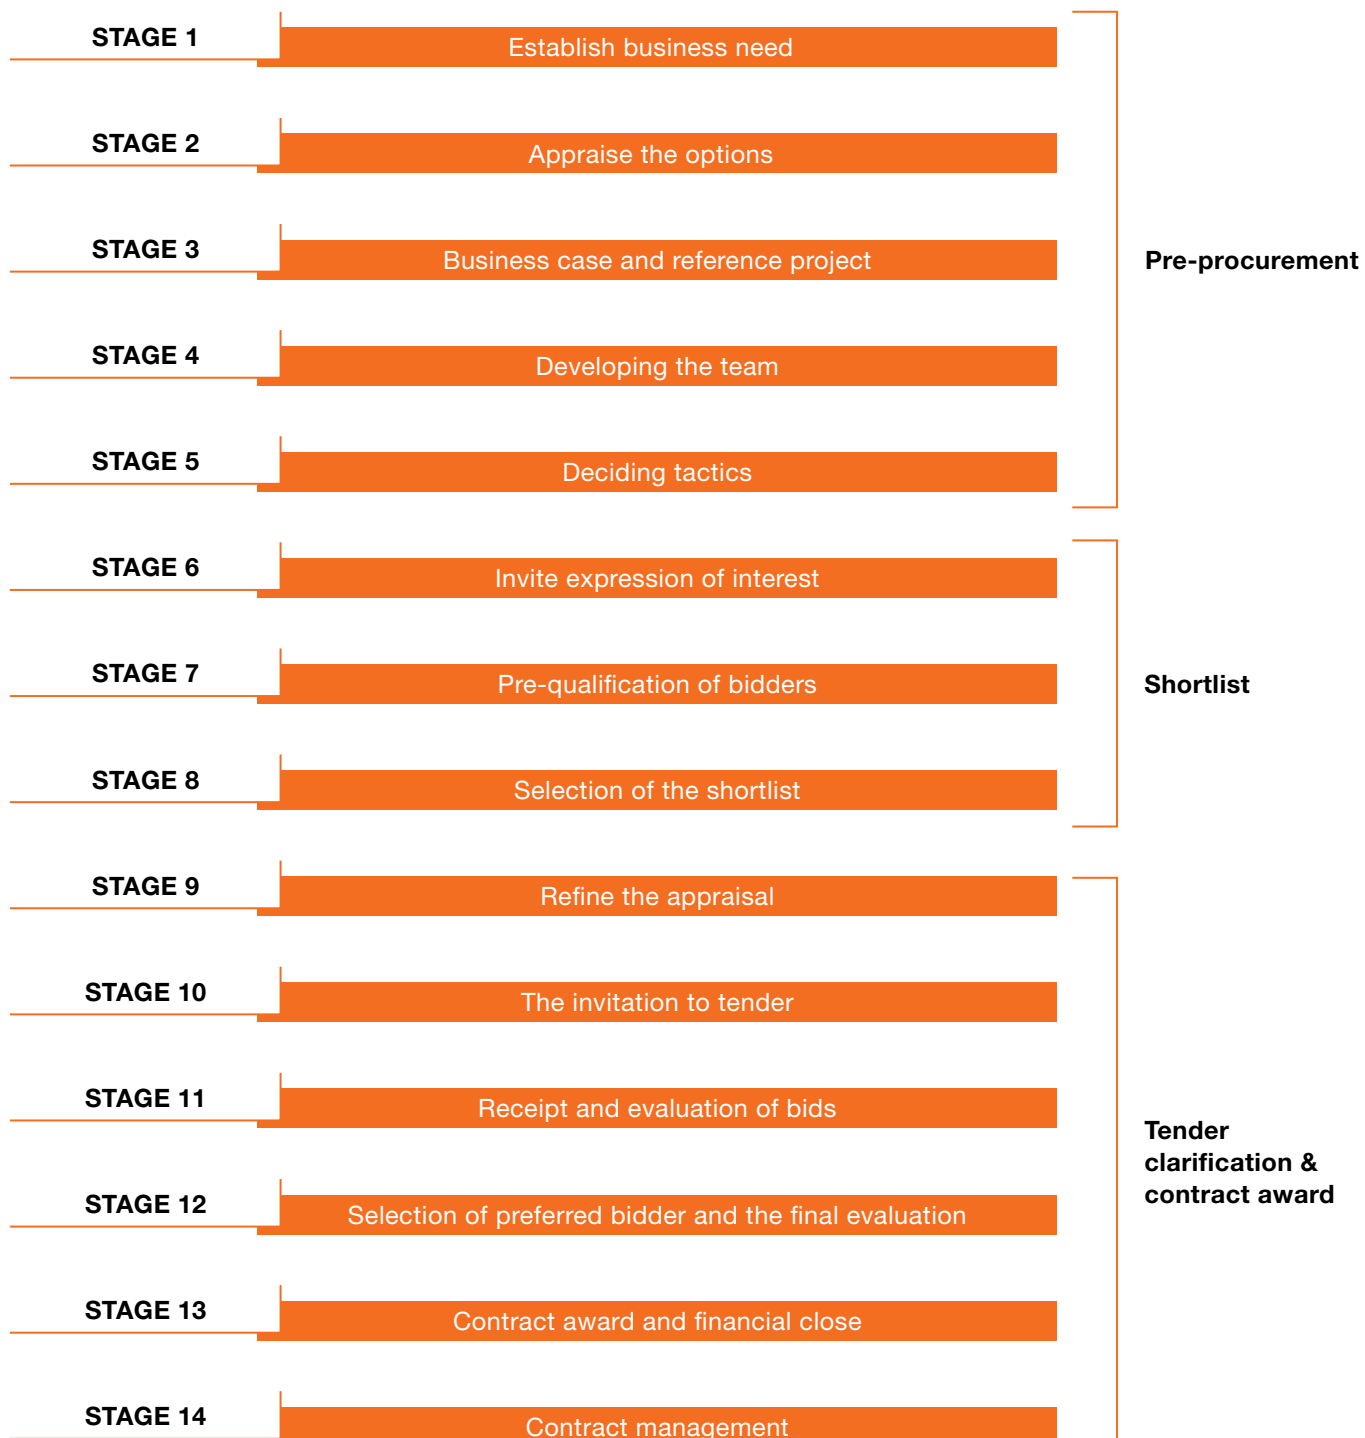 STAGE 1
Establish business need
STAGE 2
Appraise the options
STAGE 3
Business case and reference project
Pre-procurement
STAGE 4
Developing the team
STAGE 5
Deciding tactics
STAGE 6
Invite expression of interest
STAGE 7
Pre-qualification of bidders
Shortlist
STAGE 8
Selection of the shortlist
STAGE 9
Refine the appraisal
STAGE 10
The invitation to tender
STAGE 11
Receipt and evaluation of bids
Tender
clarification &
contract award
STAGE 12
Selection of preferred bidder and the final evaluation
STAGE 13
Contract award and financial close
STAGE 14
Contract management